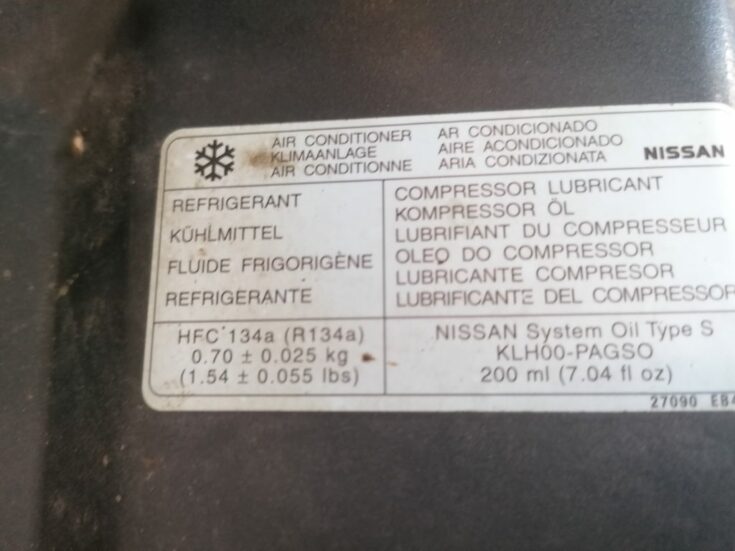 AIR CONDITIONER AR CONDICIONADO
KLIMAANLAGE AIRE ACONDICIONADO
AIR CONDITIONNE ARIA CONDIZIONATA NISSAN
REFRIGERANT
KÜHLMITTEL
FLUIDE FRIGORIGÈNE
REFRIGERANTE
COMPRESSOR LUBRICANT
KOMPRESSOR ÖL
LUBRIFIANT DU COMPRESSEUR
OLEO DO COMPRESSOR
LUBRICANTE COMPRESOR
LUBRIFICANTE DEL COMPRESSOR
HFC 134a (R134a)
0.70 ± 0.025 kg
(1.54 ± 0.055 lbs)
NISSAN System Oil Type S
KLH00-PAGSO
200 ml (7.04 fl oz)
27090 EB4